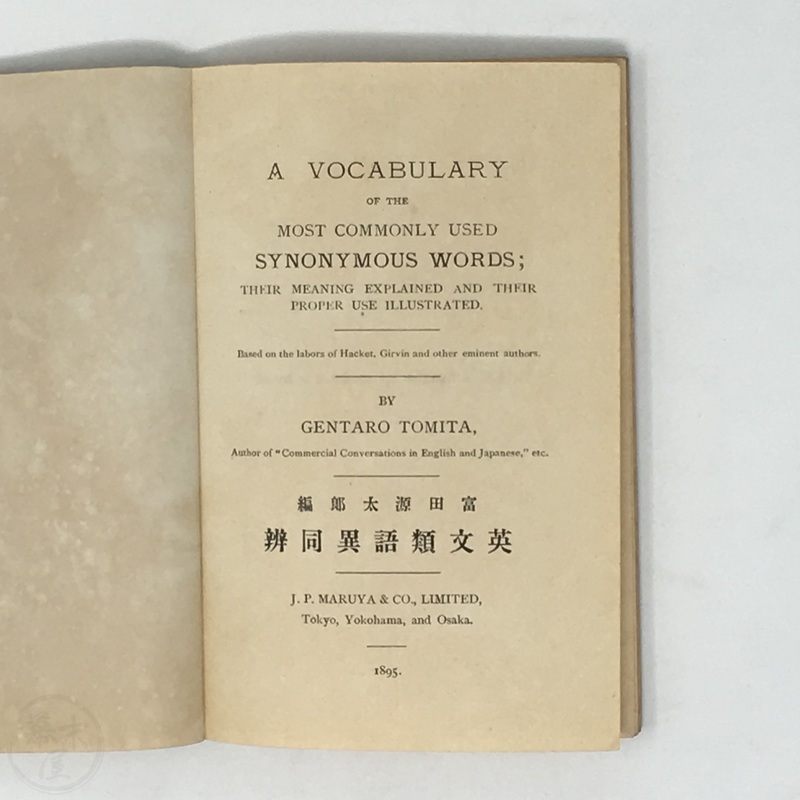 A VOCABULARY
OF THE
MOST COMMONLY USED
SYNONYMOUS WORDS;
THEIR MEANING EXPLAINED AND THEIR
PROPER USE ILLUSTRATED.
Based on the labors of Hacket, Girvin and other eminent authors.
BY
GENTARO TOMITA,
Author of "Commercial Conversations in English and Japanese," etc.
富田源太郎編
英文類語異同辨
J. P. MARUYA & CO., LIMITED,
Tokyo, Yokohama, and Osaka.
1895.